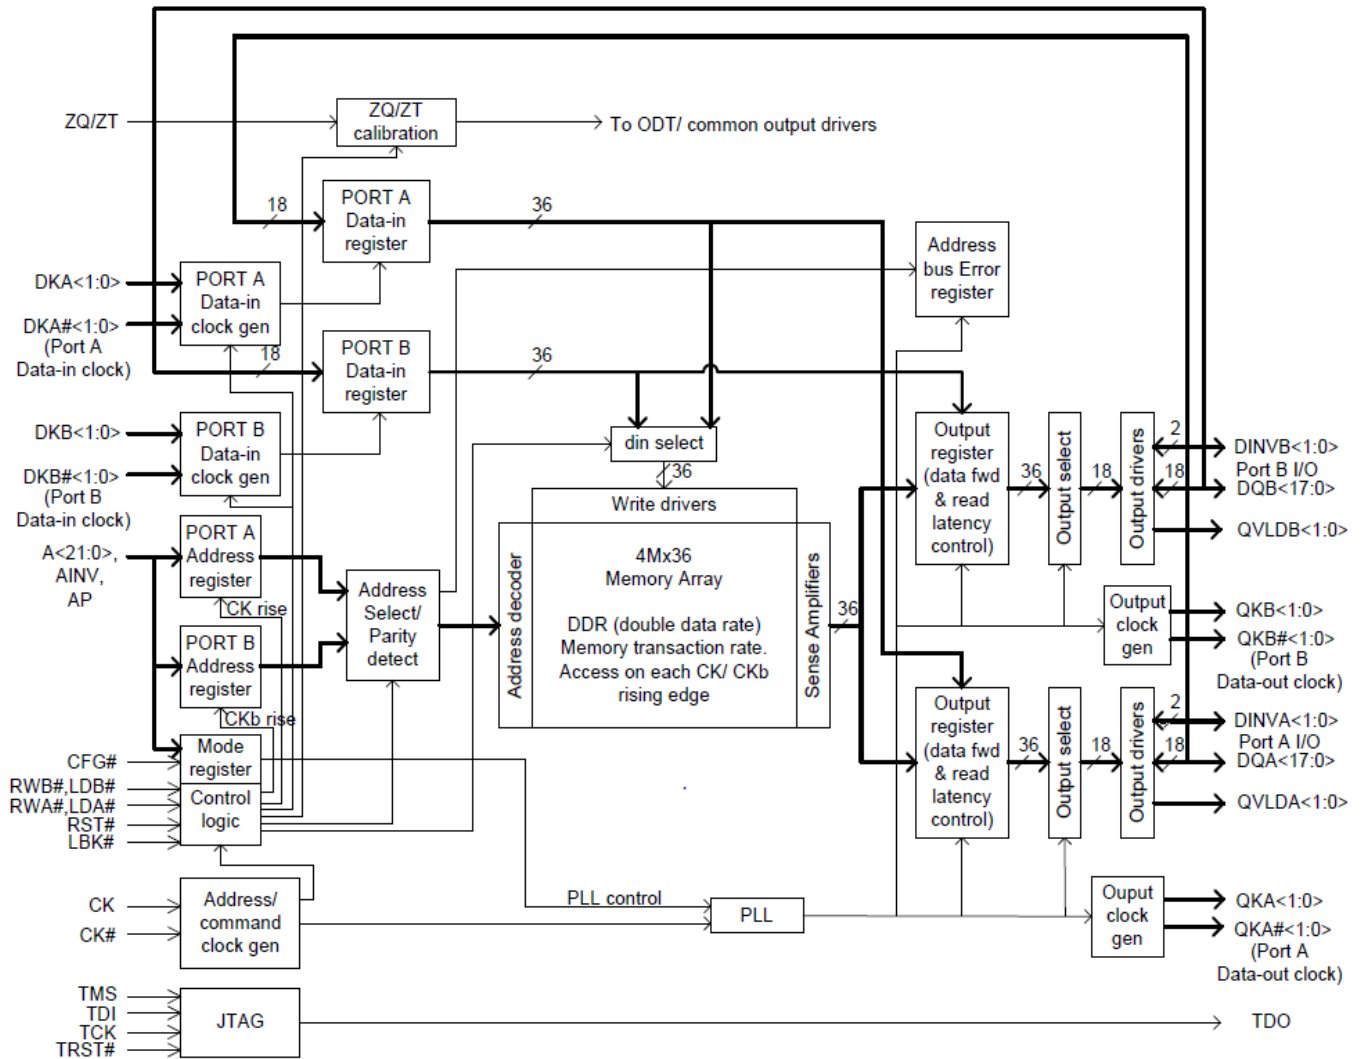 ZQ/ZT
ZQ/ZT
calibration
To ODT/ common output drivers
18
PORT A
Data-in
register
36
Address
bus Error
register
DKA<1:0>
DKA#<1:0>
(Port A
Data-in clock)
PORT A
Data-in
clock gen
18
PORT B
Data-in
register
36
DKB<1:0>
DKB#<1:0>
(Port B
Data-in clock)
PORT B
Data-in
clock gen
din select
36
Write drivers
Output
register
(data fwd
& read
latency
control)
36
Output select
18
Output drivers
2
18
DINVB<1:0>
Port B I/O
DQB<17:0>
QVLDB<1:0>
A<21:0>,
AINV,
AP
PORT A
Address
register
CK rise
PORT B
Address
register
CKb rise
Address
Select/
Parity
detect
Address decoder
4Mx36
Memory Array
DDR (double data rate)
Memory transaction rate.
Access on each CK/ CKb
rising edge
Sense Amplifiers
36
Output
clock
gen
QKB<1:0>
QKB#<1:0>
(Port B
Data-out clock)
Output
register
(data fwd
& read
latency
control)
36
Output select
18
Output drivers
2
18
DINVA<1:0>
Port A I/O
DQA<17:0>
QVLDA<1:0>
CFG#
RWB#,LDB#
RWA#,LDA#
RST#
LBK#
Mode
register
Control
logic
CK
CK#
Address/
command
clock gen
PLL control
PLL
Ouput
clock
gen
QKA<1:0>
QKA#<1:0>
(Port A
Data-out clock)
TMS
TDI
TCK
TRST#
JTAG
TDO